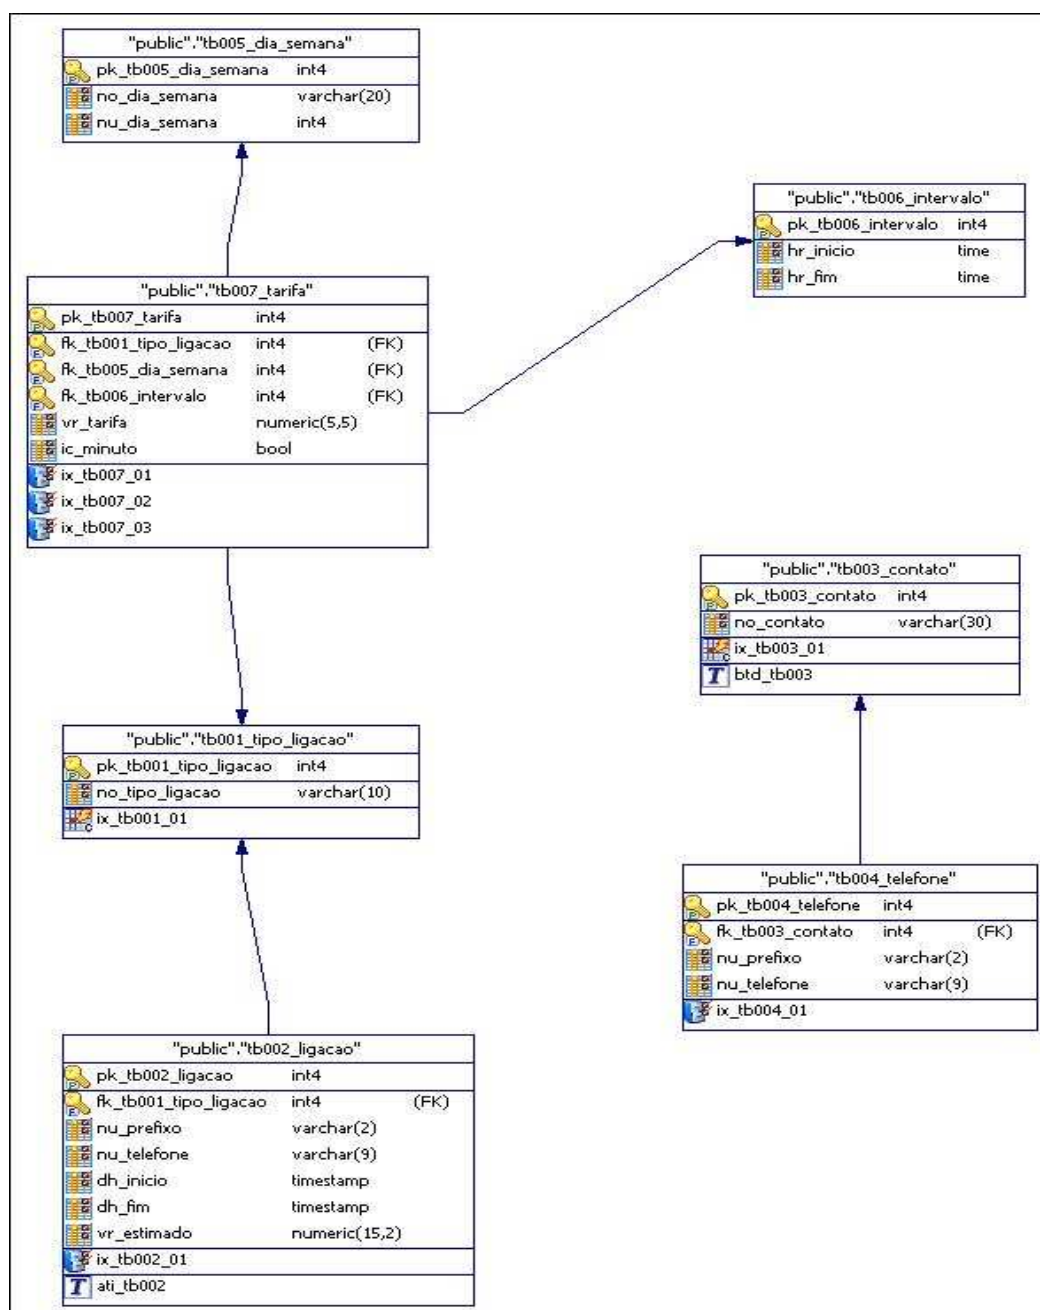 "public"."tb005_dia_semana"
pk_tb005_dia_semana int4
no_dia_semana varchar(20)
nu_dia_semana int4
"public"."tb006_intervalo"
pk_tb006_intervalo int4
hr_inicio time
hr_fim time
"public"."tb007_tarifa"
pk_tb007_tarifa int4
fk_tb001_tipo_ligacao int4 (FK)
fk_tb005_dia_semana int4 (FK)
fk_tb006_intervalo int4 (FK)
vr_tarifa numeric(5,5)
ic_minuto bool
ix_tb007_01
ix_tb007_02
ix_tb007_03
"public"."tb003_contato"
pk_tb003_contato int4
no_contato varchar(30)
ix_tb003_01
btd_tb003
"public"."tb001_tipo_ligacao"
pk_tb001_tipo_ligacao int4
no_tipo_ligacao varchar(10)
ix_tb001_01
"public"."tb004_telefone"
pk_tb004_telefone int4
fk_tb003_contato int4 (FK)
nu_prefixo varchar(2)
nu_telefone varchar(9)
ix_tb004_01
"public"."tb002_ligacao"
pk_tb002_ligacao int4
fk_tb001_tipo_ligacao int4 (FK)
nu_prefixo varchar(2)
nu_telefone varchar(9)
dh_inicio timestamp
dh_fim timestamp
vr_estimado numeric(15,2)
ix_tb002_01
ati_tb002